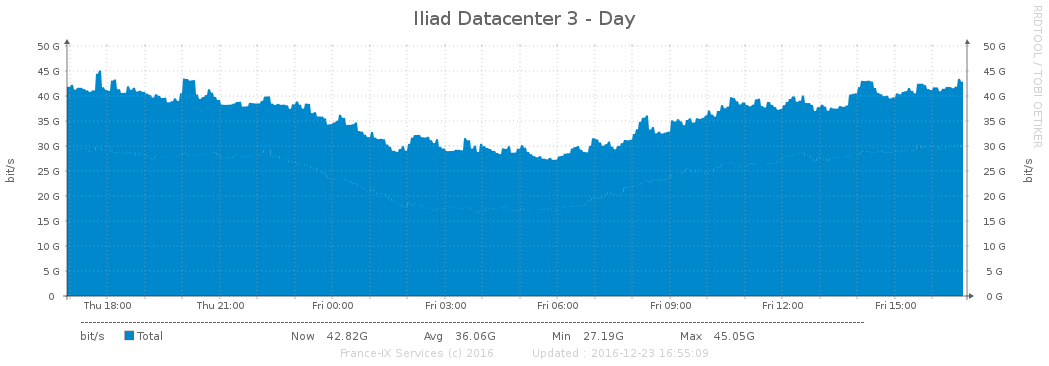 Iliad Datacenter 3 - Day
RRDTOOL / TOBI OETIKER
50 G 50 G
45 G 45 G
40 G 40 G
35 G 35 G
30 G 30 G
25 G 25 G
20 G 20 G
15 G 15 G
10 G 10 G
5 G 5 G
0 0 G
bit/s bit/s
Thu 18:00 Thu 21:00 Fri 00:00 Fri 03:00 Fri 06:00 Fri 09:00 Fri 12:00 Fri 15:00
bit/s Total Now 42.82G Avg 36.06G Min 27.19G Max 45.05G
France-IX Services (c) 2016 Updated : 2016-12-23 16:55:09